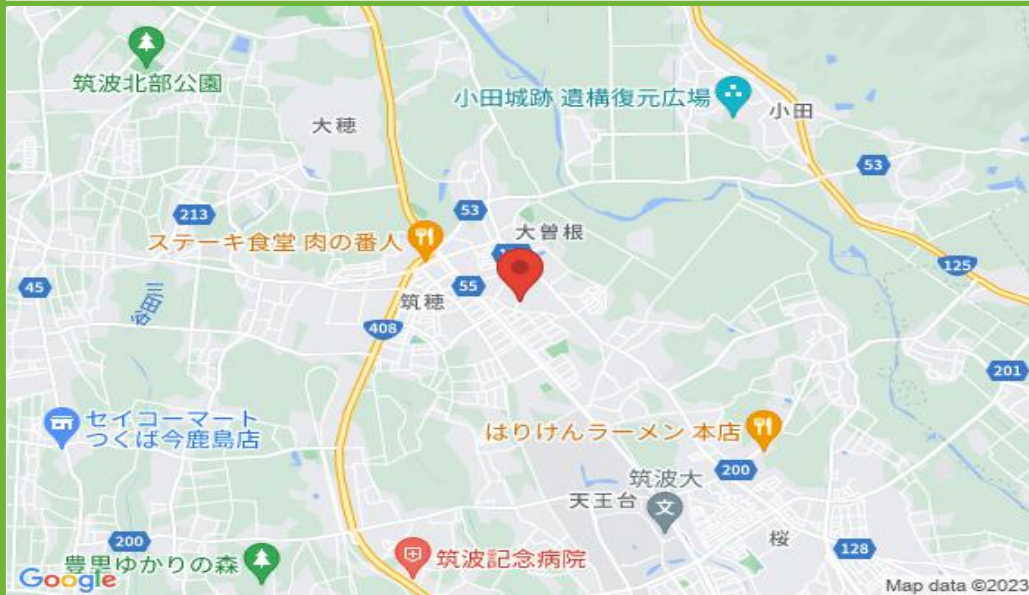 筑波北部公園
大穂
小田城跡 遺構復元広場
小田
53
213
53
大曽根
ステーキ食堂 肉の番人
125
45
55
筑穂
408
201
セイコーマート
つくば今鹿島店
はりけんラーメン 本店
200
筑波大
天王台
桜
200
128
豊里ゆかりの森
筑波記念病院
Google
Map data ©2023